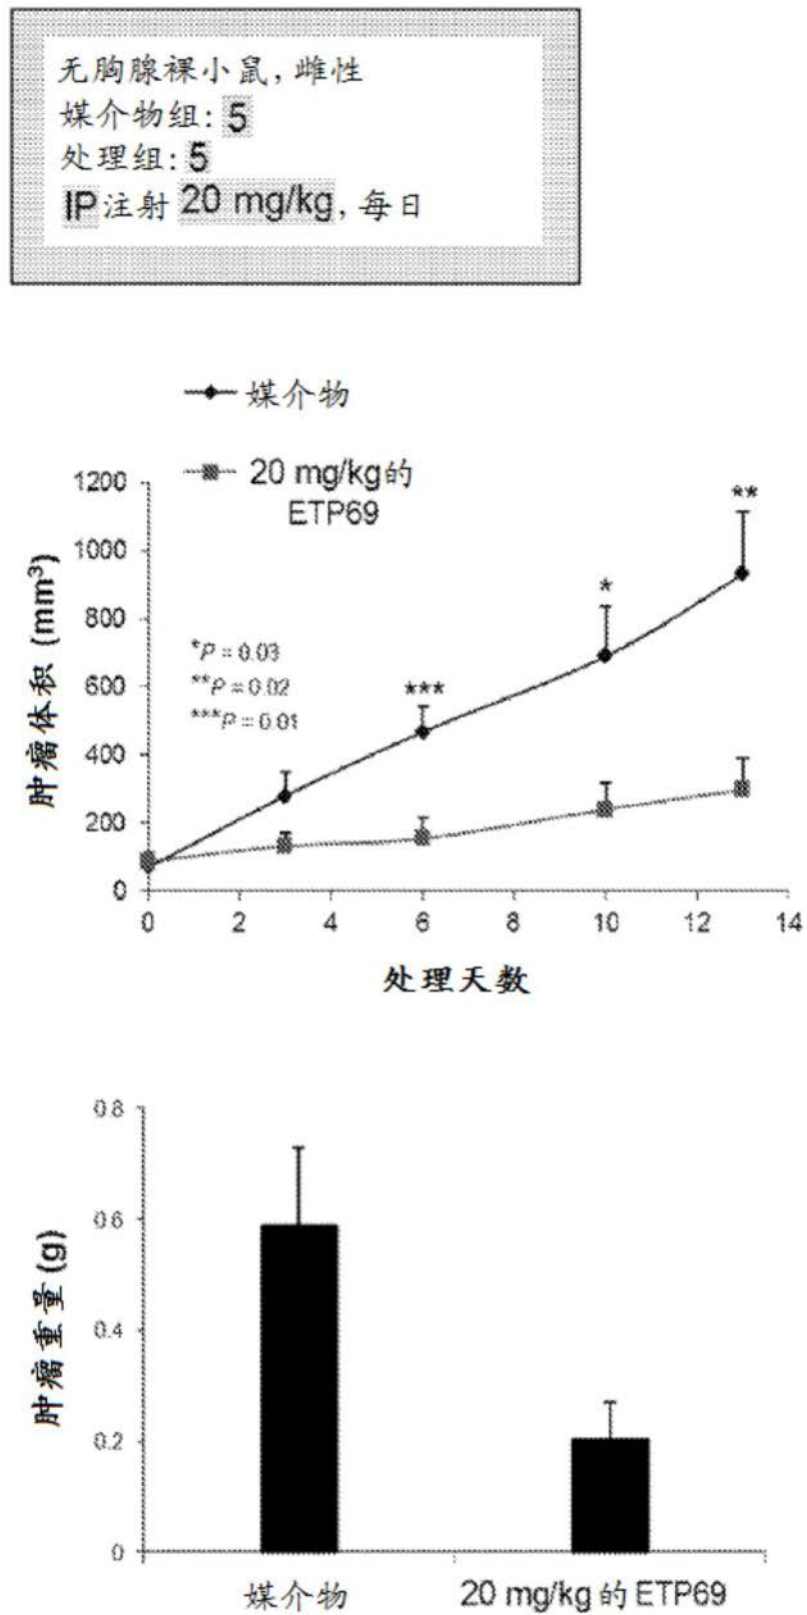 无胸腺裸小鼠, 雌性
媒介物组: 5
处理组: 5
IP注射 20 mg/kg, 每日
媒介物
20 mg/kg的
ETP69
1200
1000
800
600
400
200
0
肿瘤体积 (mm³)
*p = 0.03
**p = 0.02
***p = 0.01
***
*
**
0 2 4 6 8 10 12 14
处理天数
0.8
0.6
0.4
0.2
0
肿瘤重量(g)
媒介物 20 mg/kg 的 ETP69